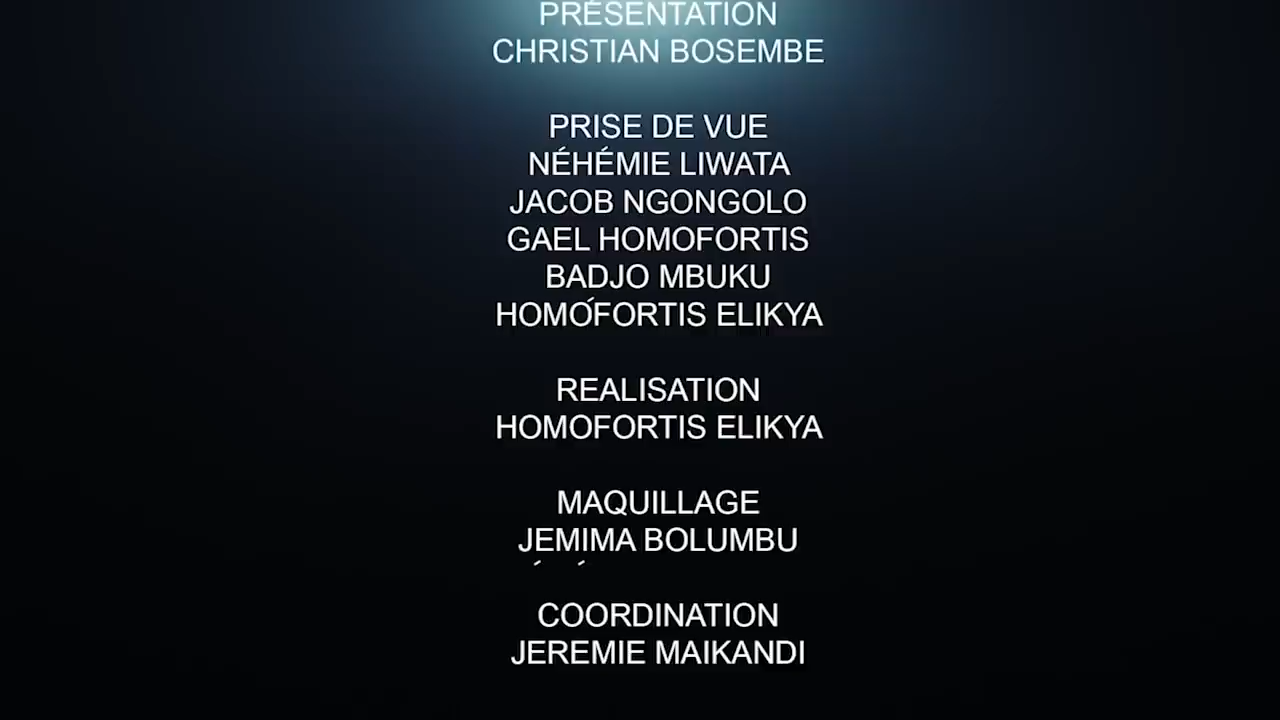 PRÉSENTATION
CHRISTIAN BOSEMBE
PRISE DE VUE
NÉHÉMIE LIWATA
JACOB NGONGOLO
GAEL HOMOFORTIS
BADJO MBUKU
HOMOFORTIS ELIKYA
REALISATION
HOMOFORTIS ELIKYA
MAQUILLAGE
JEMIMA BOLUMBU
COORDINATION
JEREMIE MAIKANDI